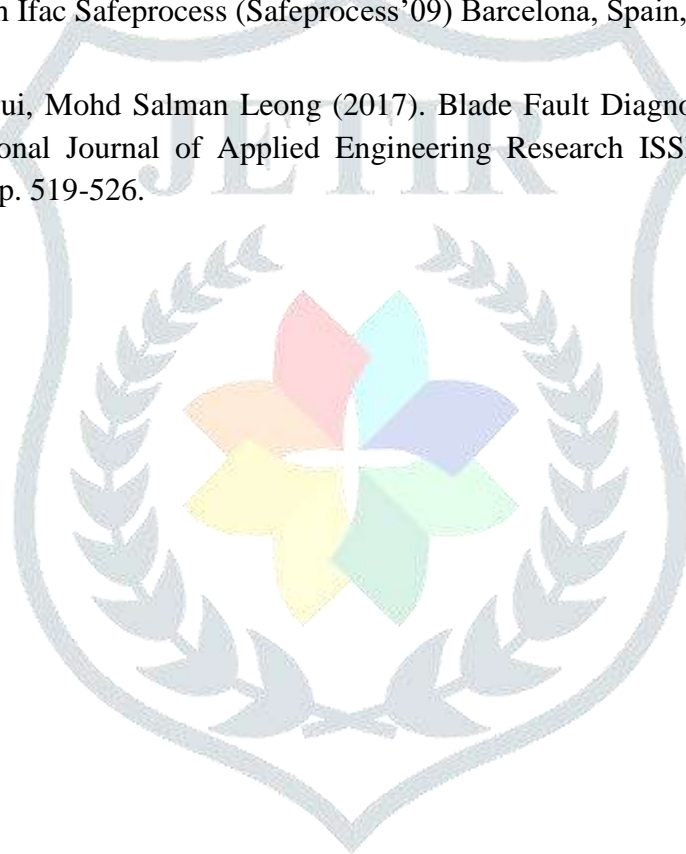 n Ifac Safeprocess (Safeprocess’09) Barcelona, Spain,
ui, Mohd Salman Leong (2017). Blade Fault Diagno
onal Journal of Applied Engineering Research ISS
p. 519-526.
JETIR